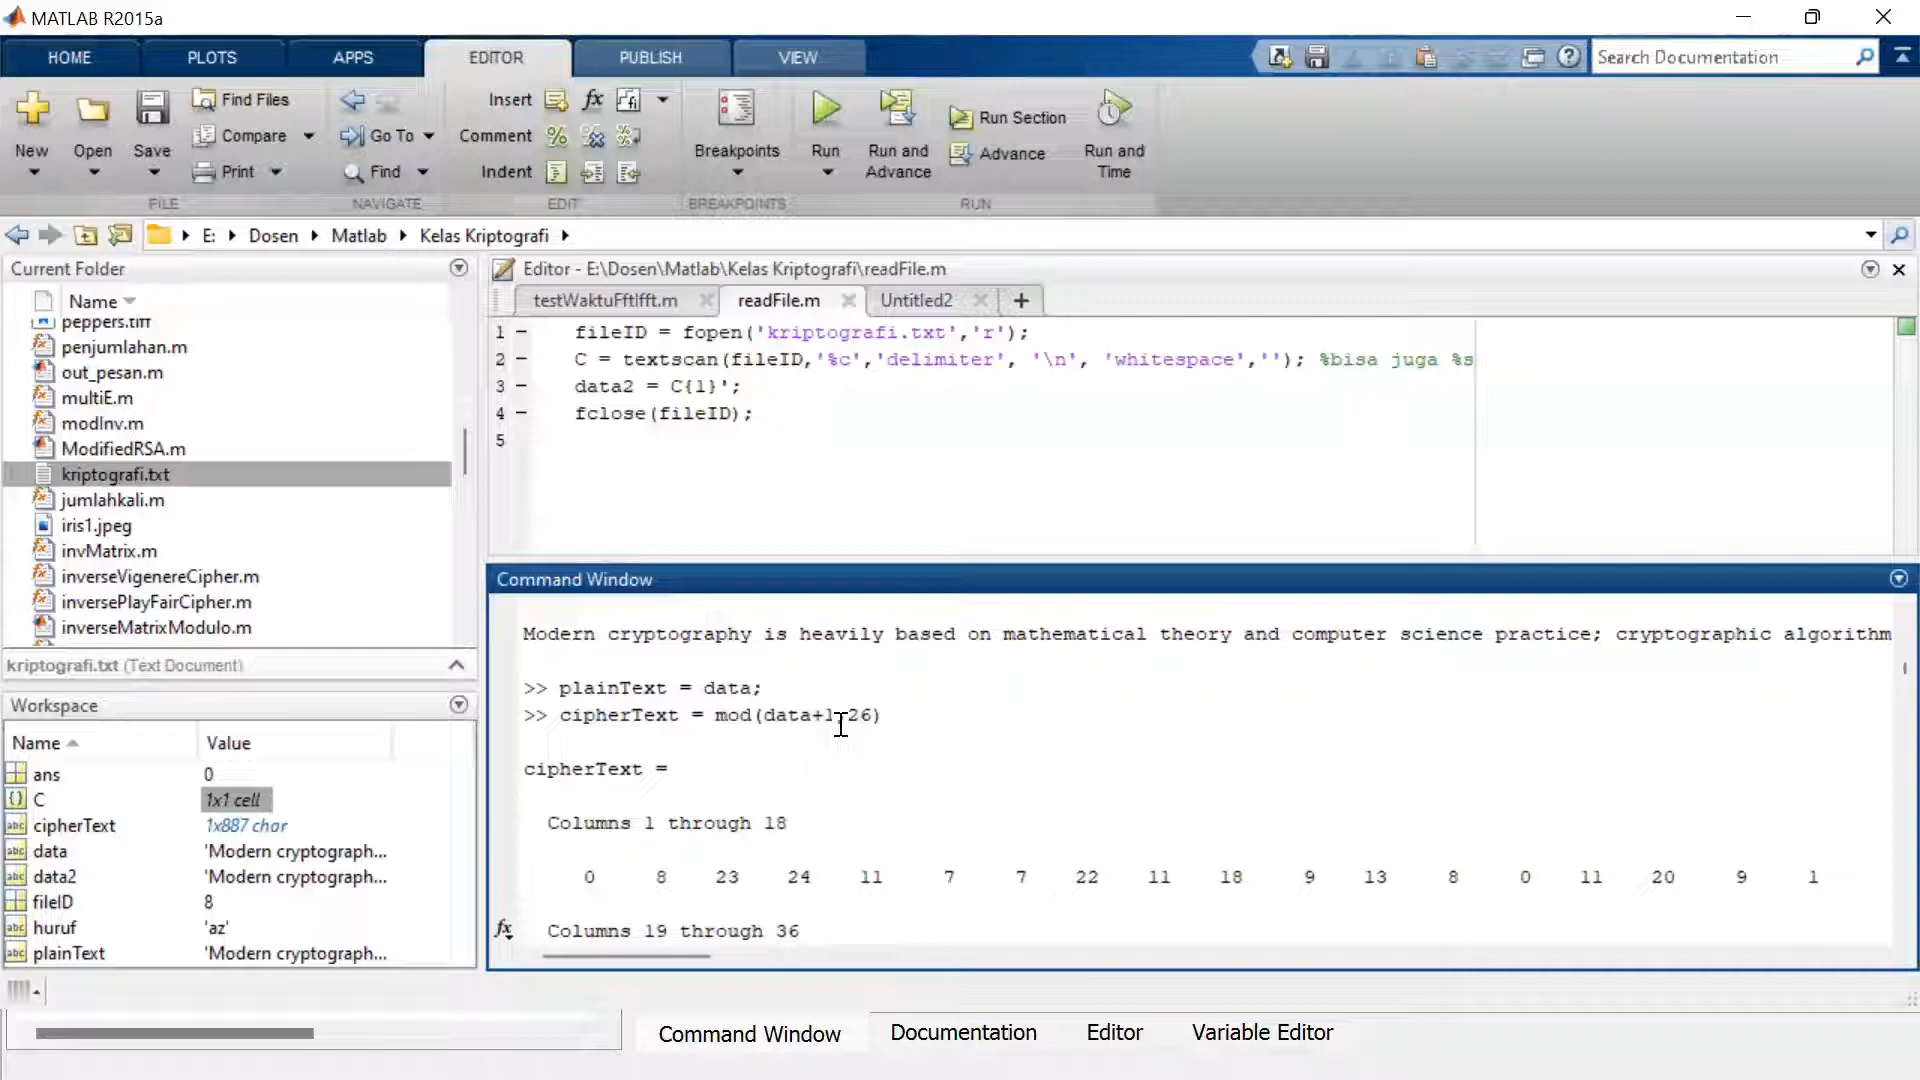 MATLAB R2015a
HOME
PLOTS
APPS
EDITOR
PUBLISH
VIEW
Search Documentation
New
Open
Save
Find Files
Compare
Print
Go To
Find
Insert
Comment
Indent
Breakpoints
Run
Run and
Advance
Run Section
Advance
Run and
Time
FILE
NAVIGATE
EDIT
BREAKPOINTS
RUN
E: Dosen Matlab Kelas Kriptografi
Current Folder
Name
peppers.tiff
penjumlahan.m
out_pesan.m
multiE.m
modInv.m
ModifiedRSA.m
kriptografi.txt
jumlahkali.m
iris1.jpeg
invMatrix.m
inverseVigenereCipher.m
inversePlayFairCipher.m
inverseMatrixModulo.m
kriptografi.txt (Text Document)
Workspace
Name Value
ans 0
C 1x1 cell
cipherText 1x887 char
data 'Modern cryptograph...
data2 'Modern cryptograph...
fileID 8
huruf 'az'
plainText 'Modern cryptograph...
Editor - E:\Dosen\Matlab\Kelas Kriptografi\readFile.m
testWaktuFftIfft.m readFile.m Untitled2 +
1 - fileID = fopen('kriptografi.txt','r');
2 - C = textscan(fileID,'%c','delimiter', '\n', 'whitespace',''); %bisa juga %s
3 - data2 = C{1}';
4 - fclose(fileID);
5
Command Window
Modern cryptography is heavily based on mathematical theory and computer science practice; cryptographic algorithm
>> plainText = data;
>> cipherText = mod(data+1,26)
cipherText =
Columns 1 through 18
0 8 23 24 11 7 7 22 11 18 9 13 8 0 11 20 9 1
fx Columns 19 through 36
Command Window
Documentation
Editor
Variable Editor